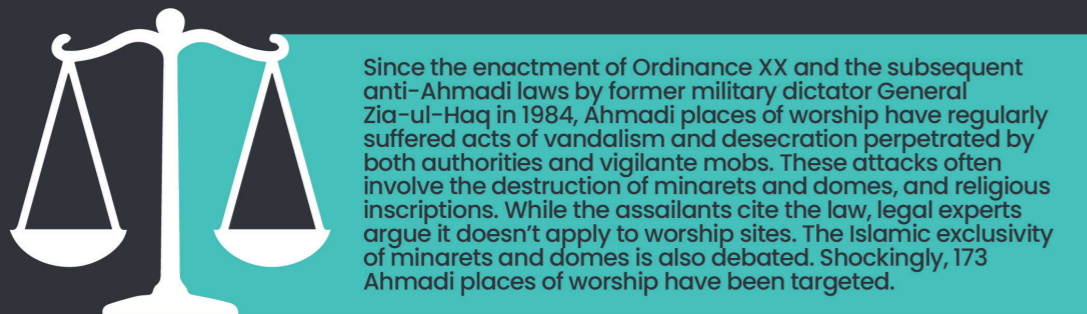 Since the enactment of Ordinance XX and the subsequent
anti-Ahmadi laws by former military dictator General
Zia-ul-Haq in 1984, Ahmadi places of worship have regularly
suffered acts of vandalism and desecration perpetrated by
both authorities and vigilante mobs. These attacks often
involve the destruction of minarets and domes, and religious
inscriptions. While the assailants cite the law, legal experts
argue it doesn't apply to worship sites. The Islamic exclusivity
of minarets and domes is also debated. Shockingly, 173
Ahmadi places of worship have been targeted.